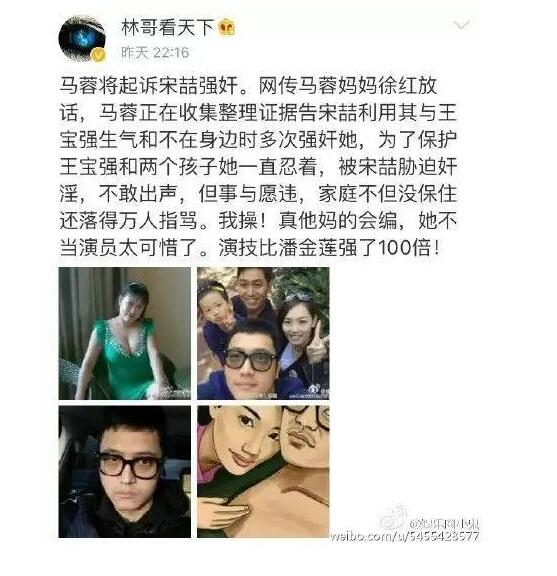 林哥看天下
昨天 22:16
马蓉将起诉宋喆强奸。网传马蓉妈妈徐红放
话，马蓉正在收集整理证据告宋喆利用其与王
宝强生气和不在身边时多次强奸她，为了保护
王宝强和两个孩子她一直忍着，被宋喆胁迫奸
淫，不敢出声，但事与愿违，家庭不但没保住
还落得万人指骂。我操！真他妈的会编，她不
当演员太可惜了。演技比潘金莲强了100倍！
weibo.com/u/5455428577